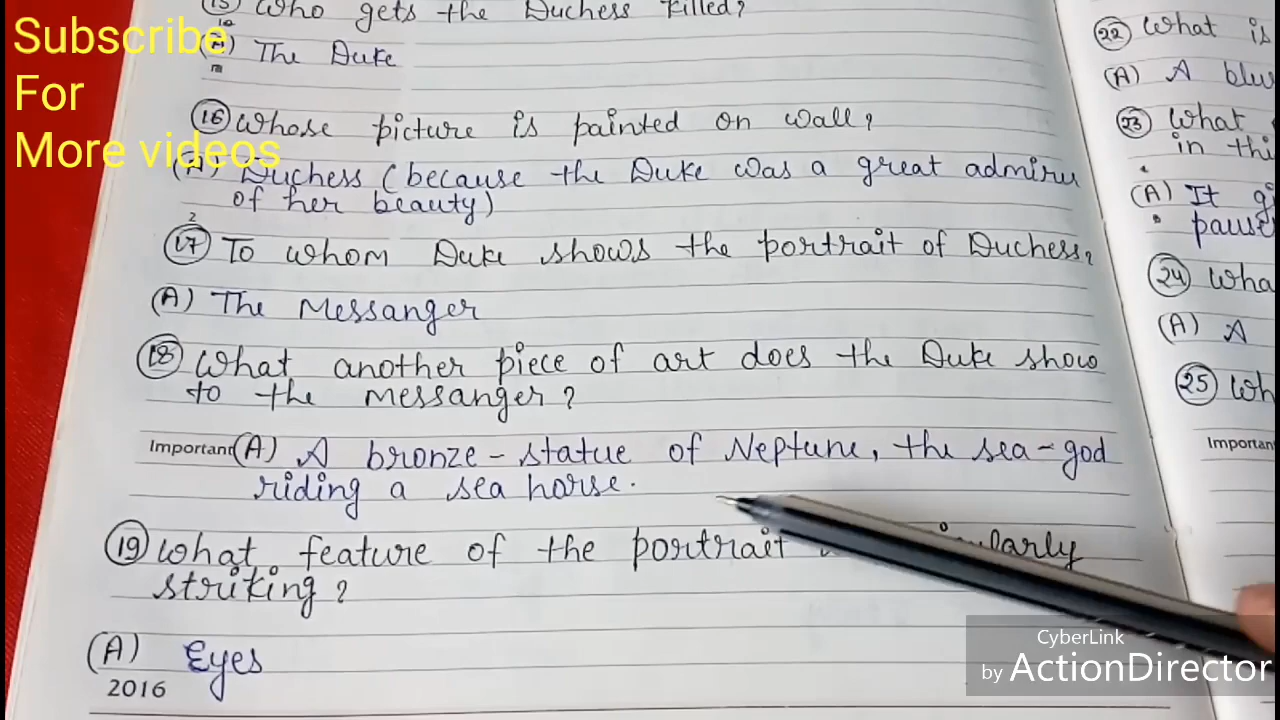 (15) Who gets the Duchess killed?
(A) The Duke
(16) Whose picture is painted on wall?
(A) Duchess (because the Duke was a great admirer
of her beauty)
(17) To whom Duke shows the portrait of Duchess?
(A) The Messanger
(18) What another piece of art does the Duke show
to the messanger?
Important (A) A bronze-statue of Neptune, the sea-god
riding a sea horse.
(19) What feature of the portrait
striking?
(A) Eyes
2016
(22) What is
(A) A
(23) What
in
(A) It
(24)
(A) A
(25)
Important
Subscribe
For
More videos
CyberLink
by ActionDirector